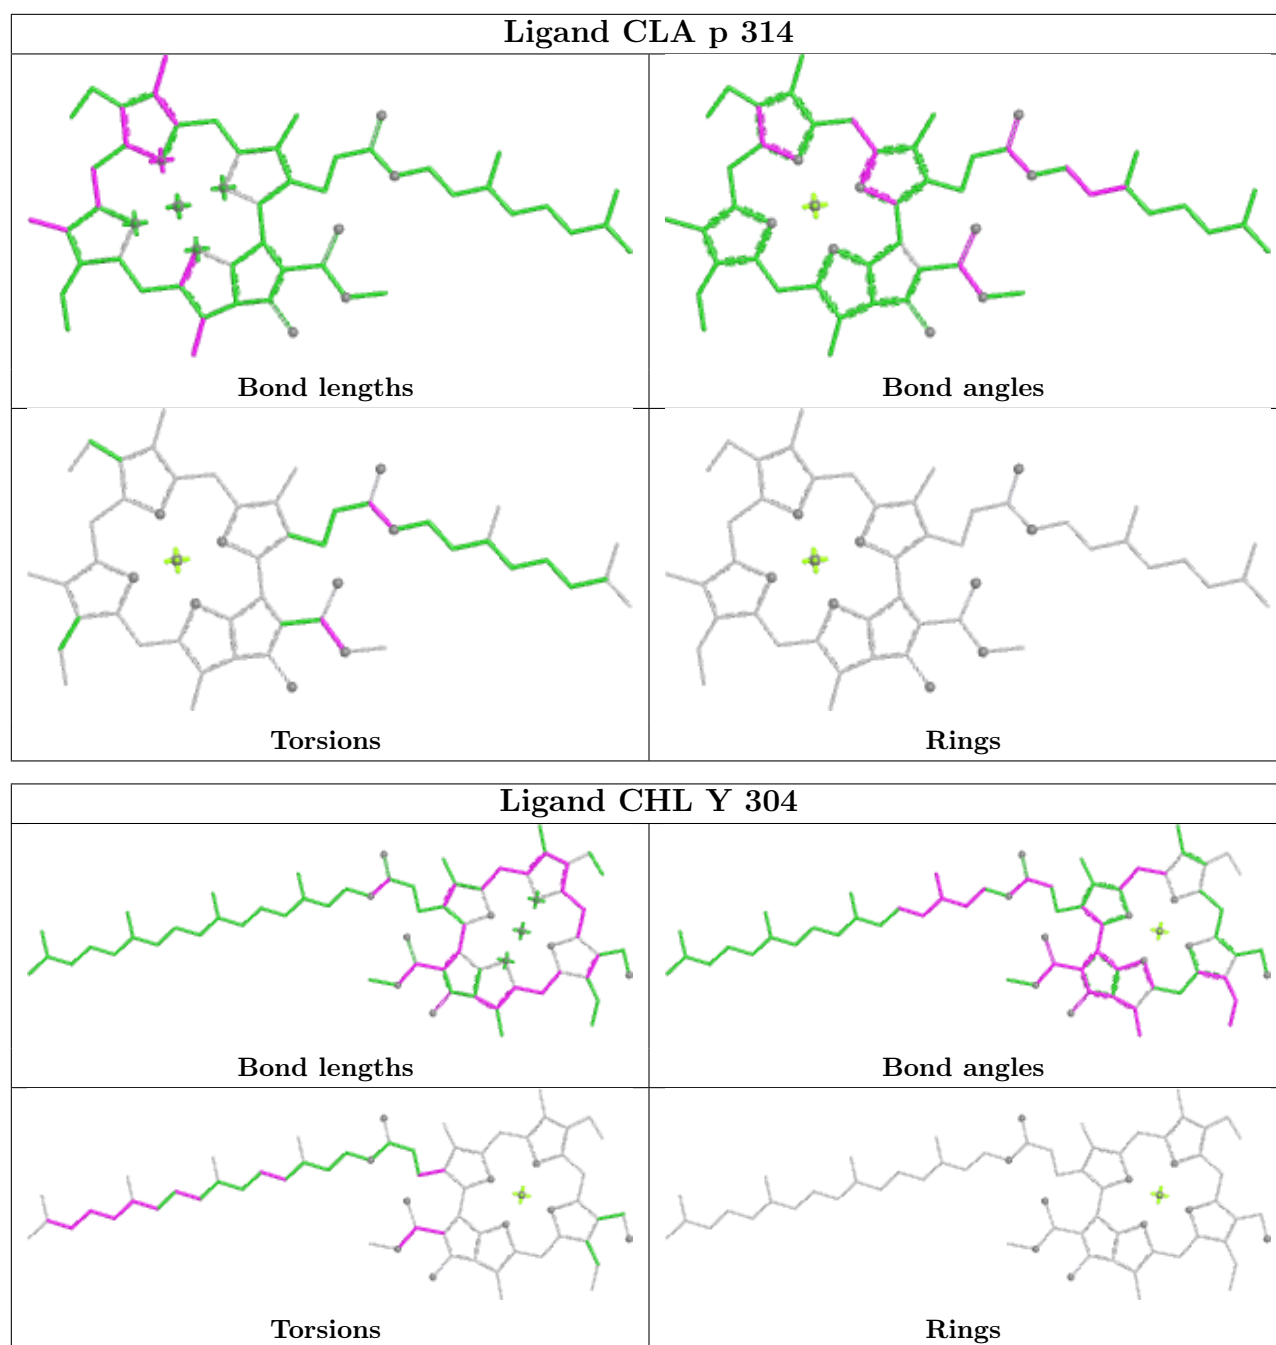 Ligand CLA p 314
Bond lengths
Bond angles
Torsions
Rings
Ligand CHL Y 304
Bond lengths
Bond angles
Torsions
Rings